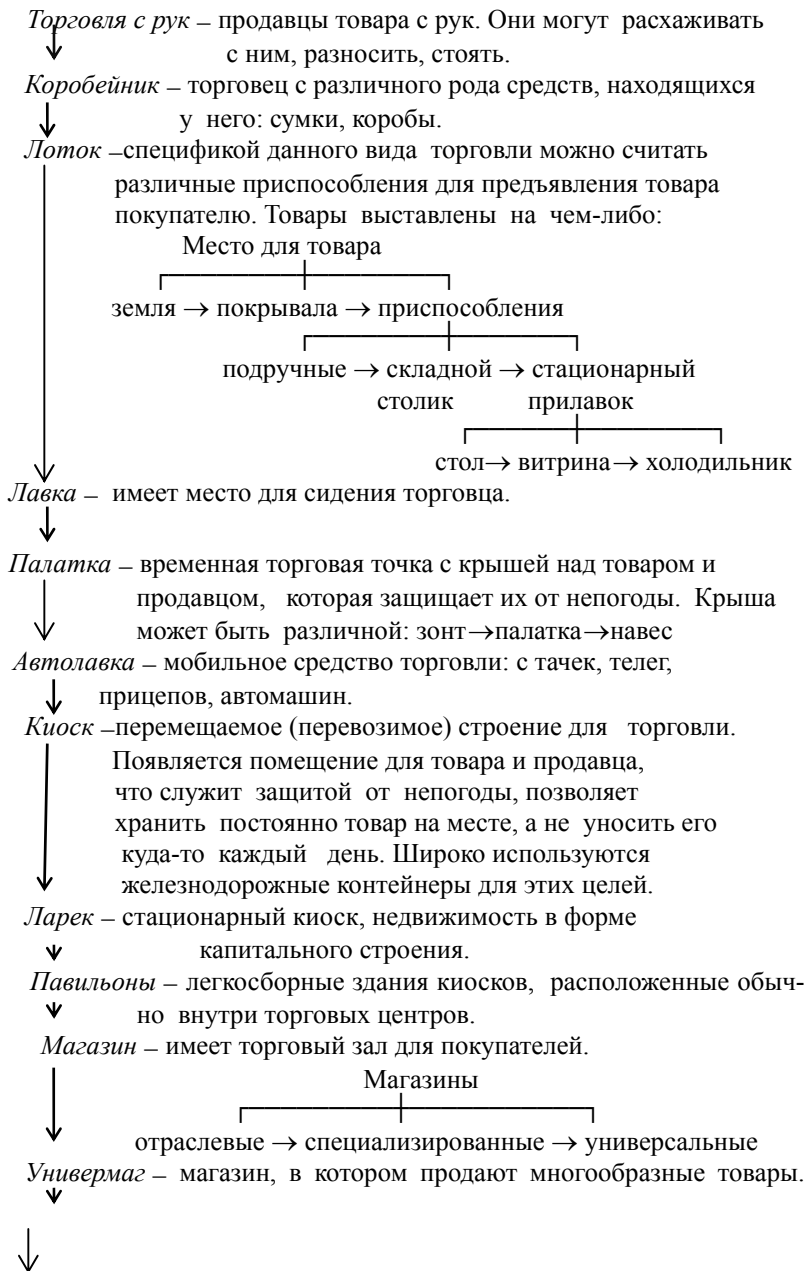 Торговля с рук – продавцы товара с рук. Они могут расхаживать
с ним, разносить, стоять.
Коробейник – торговец с различного рода средств, находящихся
у него: сумки, коробы.
Лоток –спецификой данного вида торговли можно считать
различные приспособления для предъявления товара
покупателю. Товары выставлены на чем-либо:
Место для товара
земля → покрывала → приспособления
подручные → складной → стационарный
столик прилавок
стол→ витрина→ холодильник
Лавка – имеет место для сидения торговца.
Палатка – временная торговая точка с крышей над товаром и
продавцом, которая защищает их от непогоды. Крыша
может быть различной: зонт→палатка→навес
Автолавка – мобильное средство торговли: с тачек, телег,
прицепов, автомашин.
Киоск –перемещаемое (перевозимое) строение для торговли.
Появляется помещение для товара и продавца,
что служит защитой от непогоды, позволяет
хранить постоянно товар на месте, а не уносить его
куда-то каждый день. Широко используются
железнодорожные контейнеры для этих целей.
Ларек – стационарный киоск, недвижимость в форме
капитального строения.
Павильоны – легкосборные здания киосков, расположенные обыч-
но внутри торговых центров.
Магазин – имеет торговый зал для покупателей.
Магазины
отраслевые → специализированные → универсальные
Универмаг – магазин, в котором продают многообразные товары.